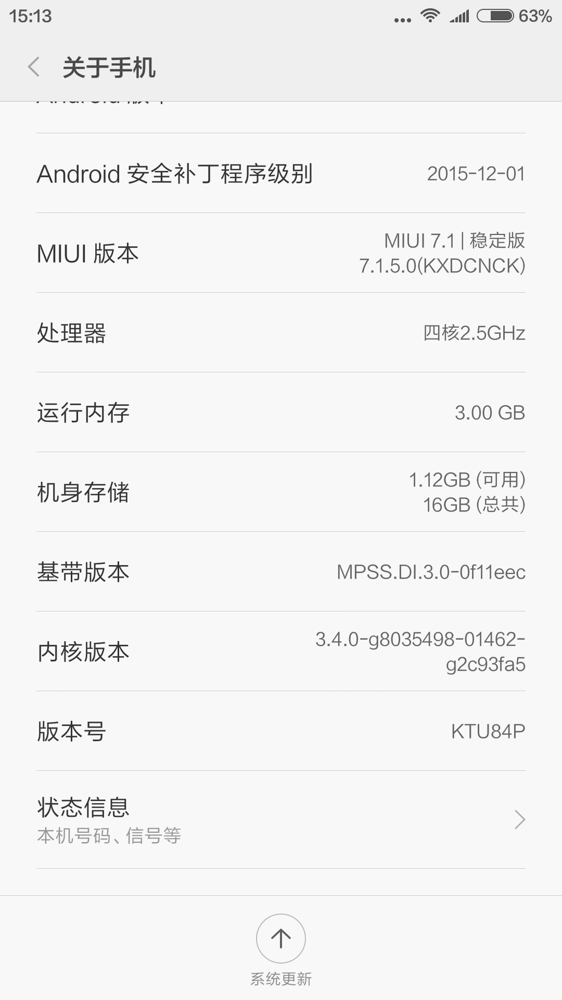 15:13
63%
关于手机
Android 版本
Android 安全补丁程序级别
2015-12-01
MIUI 版本
MIUI 7.1 | 稳定版
7.1.5.0(KXDCNCK)
处理器
四核2.5GHz
运行内存
3.00 GB
机身存储
1.12GB (可用)
16GB (总共)
基带版本
MPSS.DI.3.0-0f11eec
内核版本
3.4.0-g8035498-01462-
g2c93fa5
版本号
KTU84P
状态信息
本机号码、信号等
系统更新